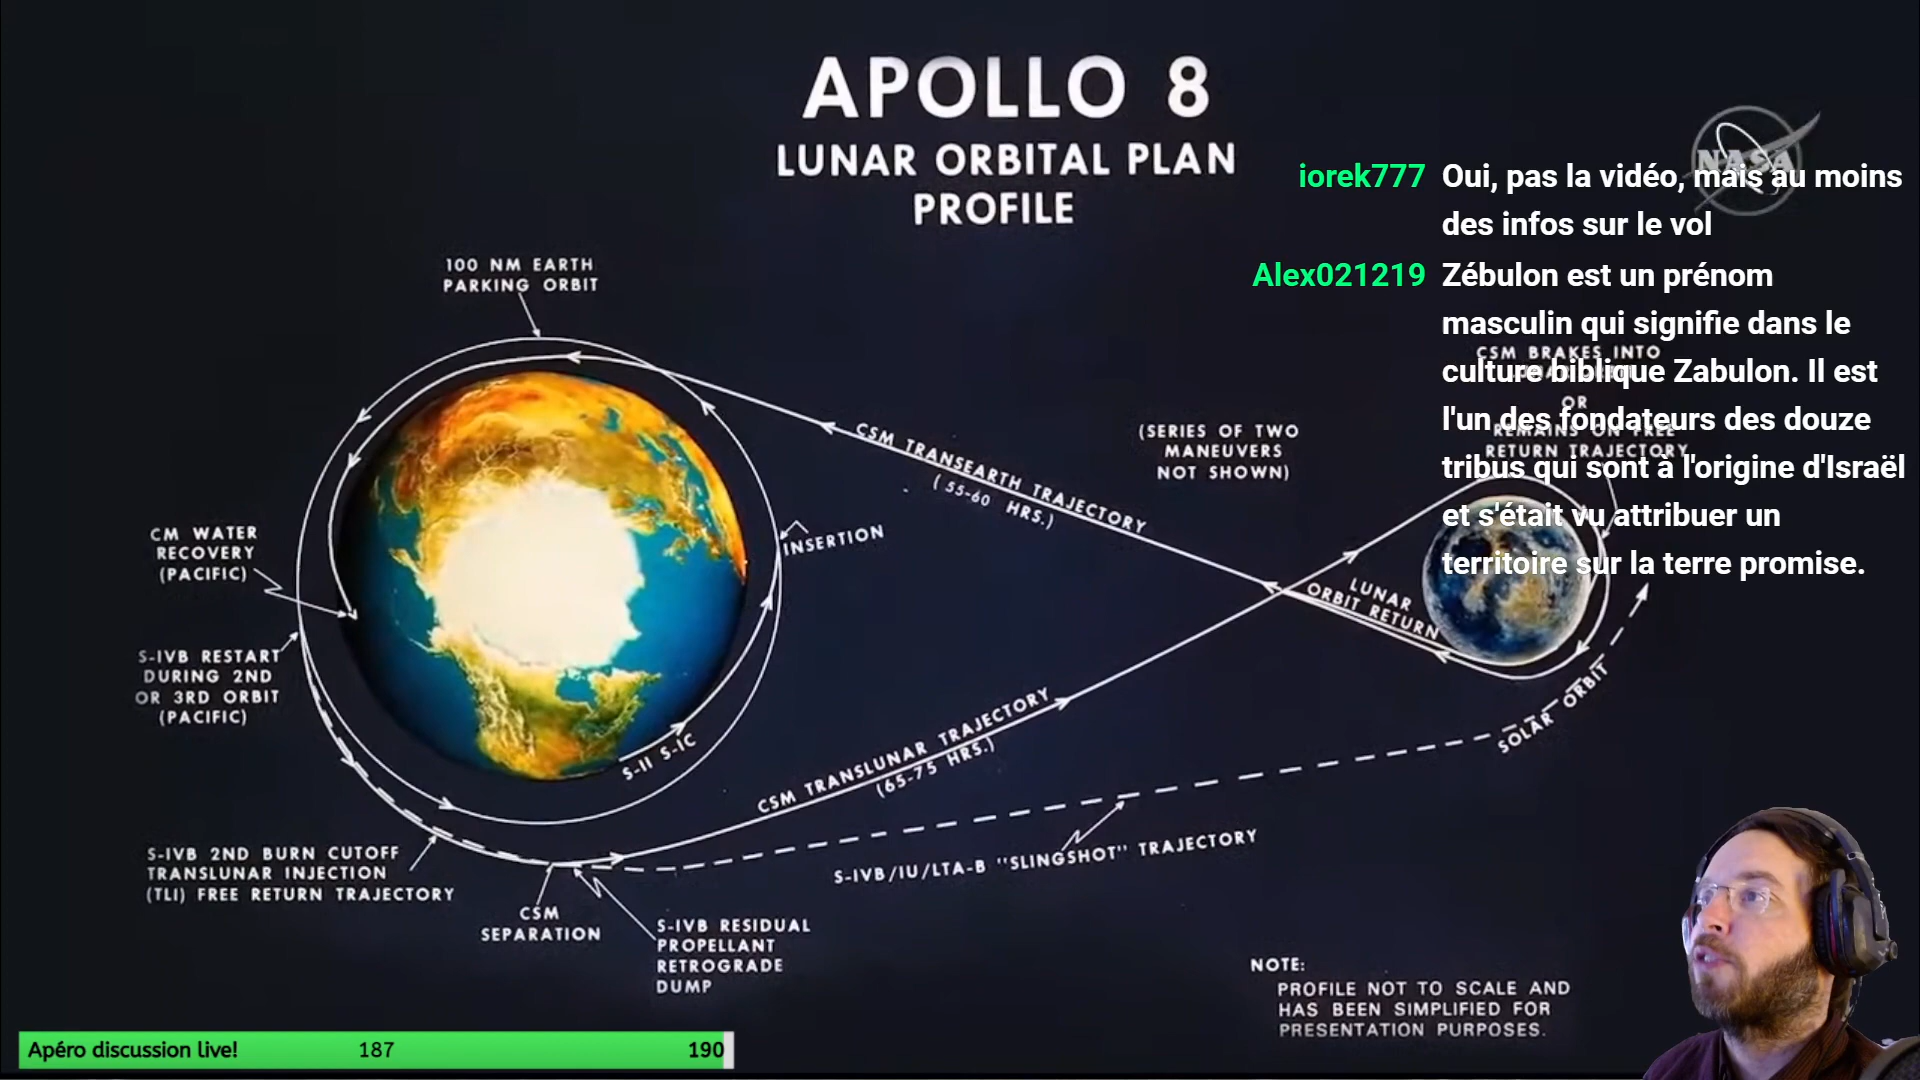 APOLLO 8
LUNAR ORBITAL PLAN
PROFILE
NASA
iorek777 Oui, pas la vidéo, mais au moins
des infos sur le vol
Alex021219 Zébulon est un prénom
masculin qui signifie dans le
culture biblique Zabulon. Il est
l'un des fondateurs des douze
tribus qui sont à l'origine d'Israël
et s'était vu attribuer un
territoire sur la terre promise.
100 NM EARTH
PARKING ORBIT
CSM BRAKES INTO
OR
REMAINS ON FREE
RETURN TRAJECTORY
(SERIES OF TWO
MANEUVERS
NOT SHOWN)
CSM TRANSEARTH TRAJECTORY
(55-60 HRS.)
INSERTION
CM WATER
RECOVERY
(PACIFIC)
LUNAR
ORBIT RETURN
S-IVB RESTART
DURING 2ND
OR 3RD ORBIT
(PACIFIC)
S-II S-IC
SOLAR ORBIT
CSM TRANSLUNAR TRAJECTORY
(65-75 HRS.)
S-IVB/IU/LTA-B "SLINGSHOT" TRAJECTORY
S-IVB 2ND BURN CUTOFF
TRANSLUNAR INJECTION
(TLI) FREE RETURN TRAJECTORY
CSM
SEPARATION
S-IVB RESIDUAL
PROPELLANT
RETROGRADE
DUMP
NOTE:
PROFILE NOT TO SCALE AND
HAS BEEN SIMPLIFIED FOR
PRESENTATION PURPOSES.
Apéro discussion live! 187 190